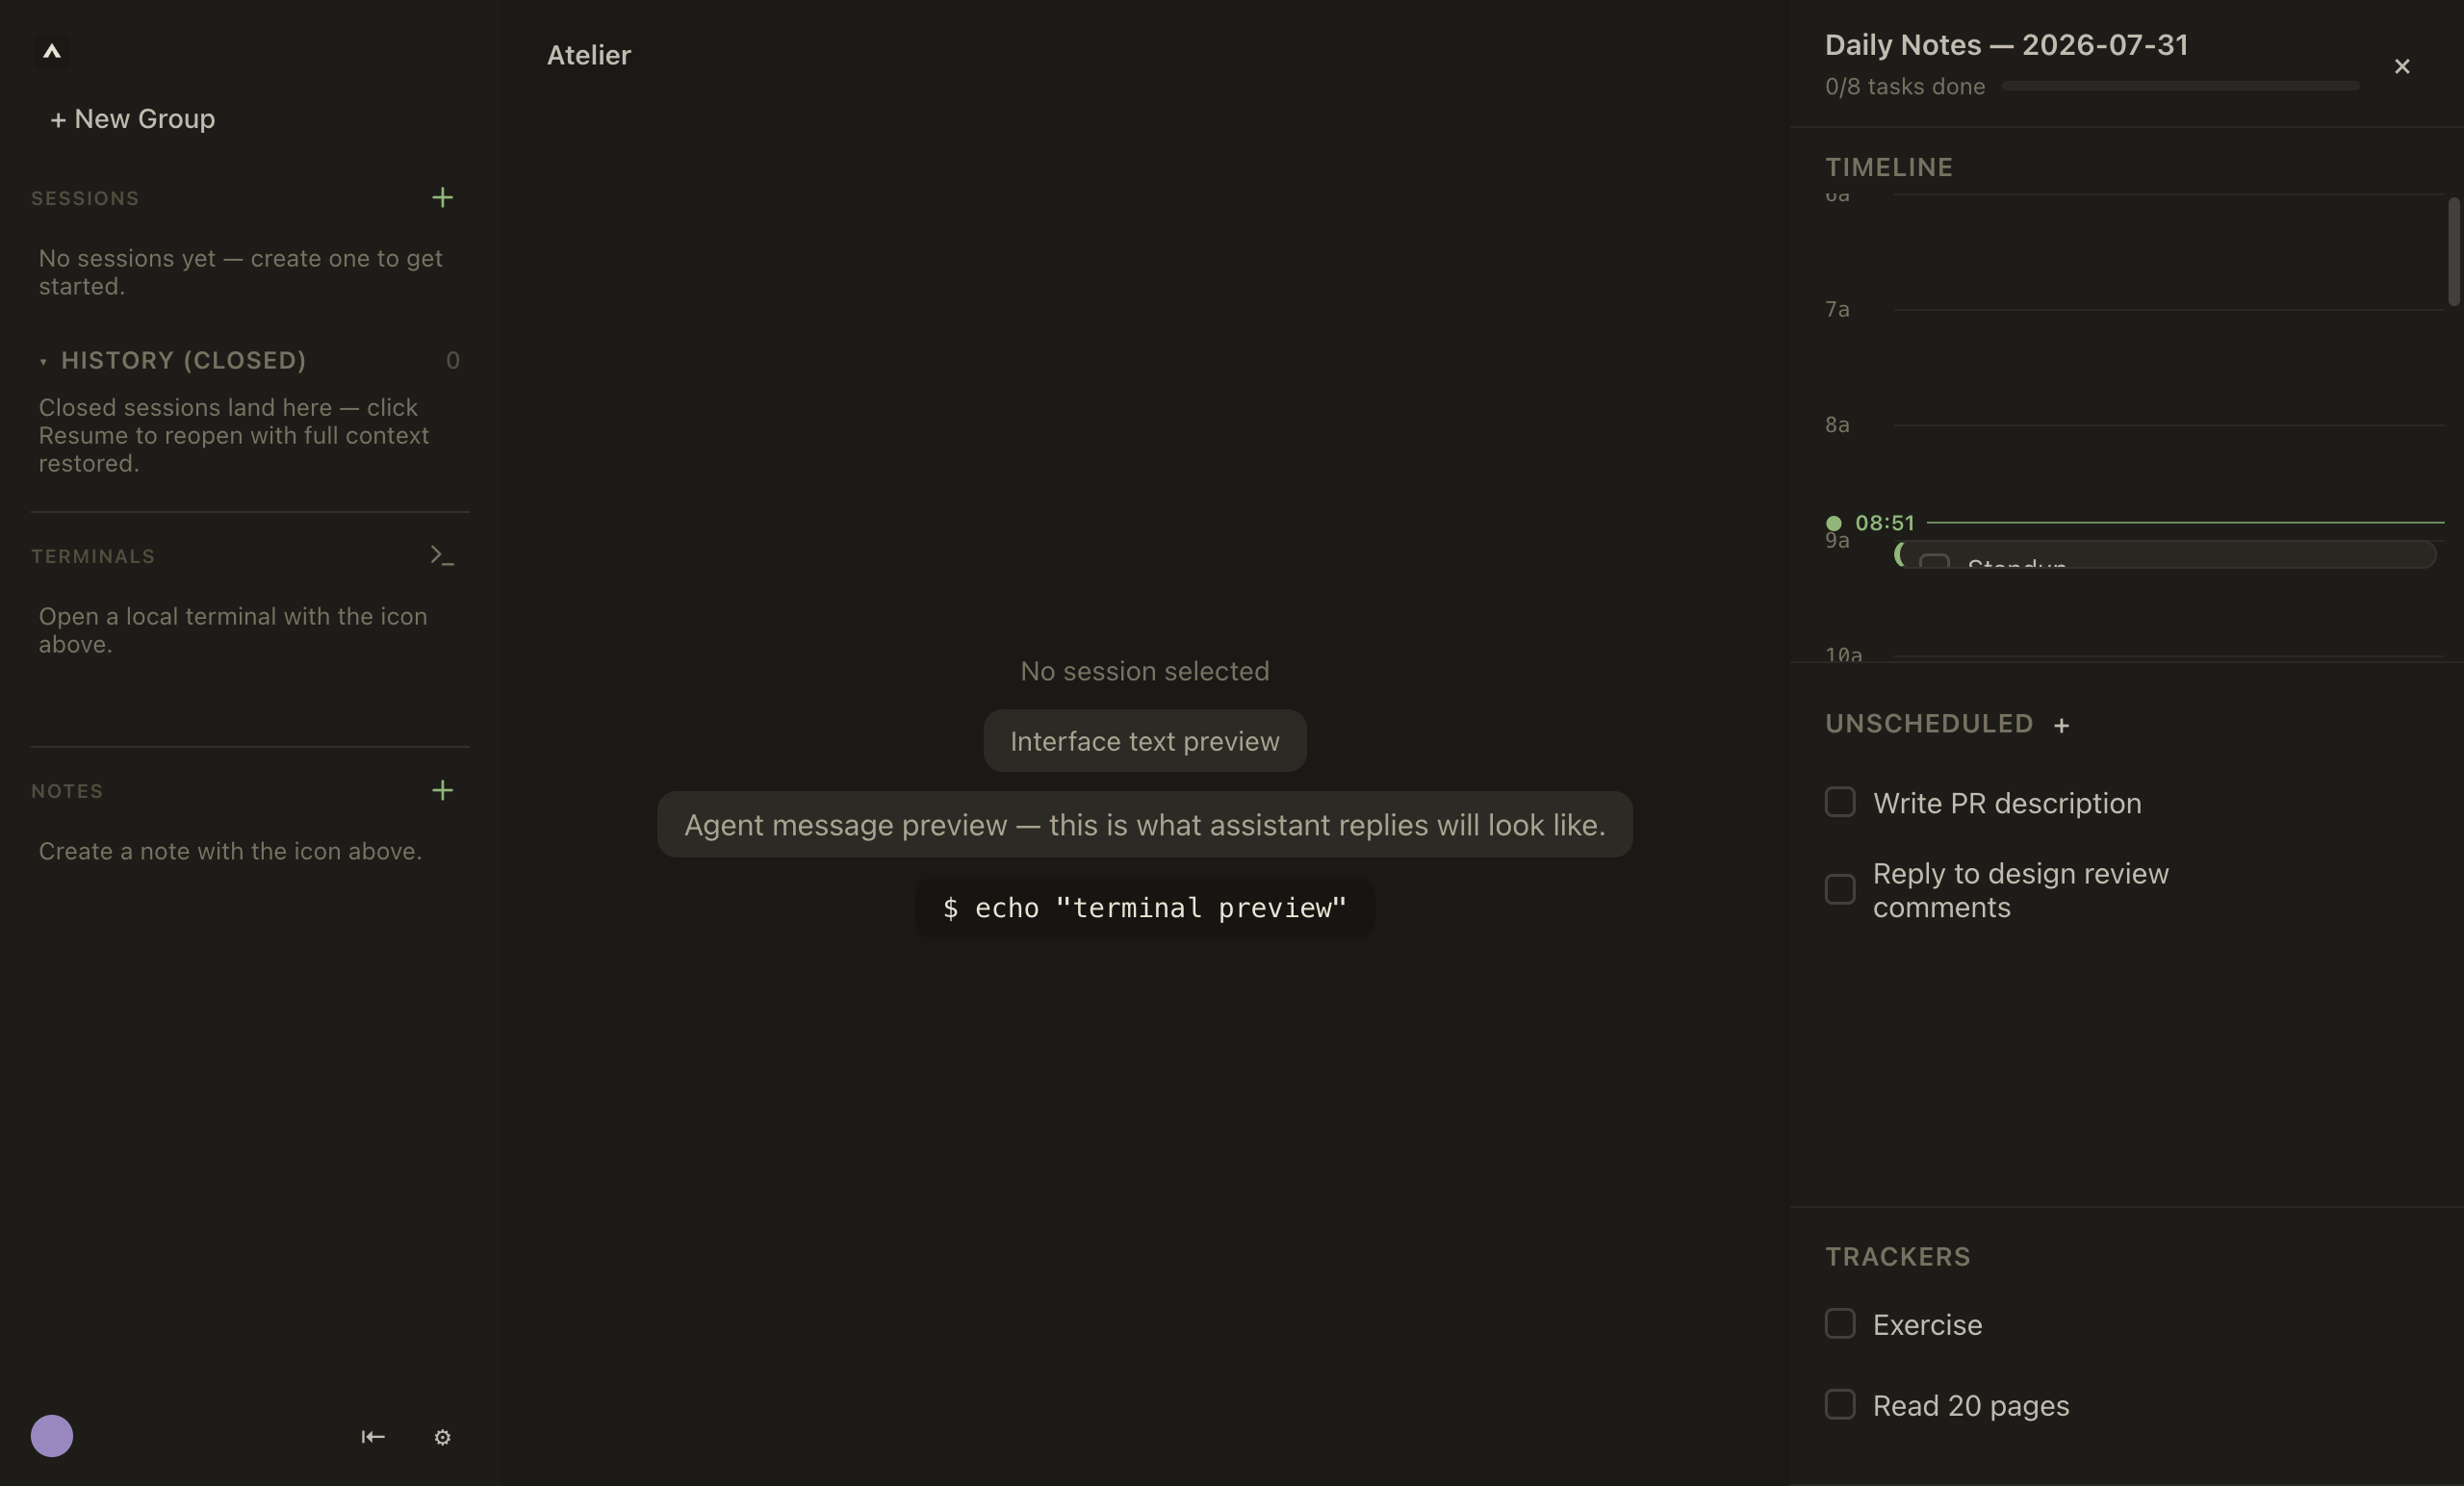 + New Group
SESSIONS
No sessions yet — create one to get
started.
HISTORY (CLOSED) 0
Closed sessions land here — click
Resume to reopen with full context
restored.
TERMINALS
Open a local terminal with the icon
above.
NOTES
Create a note with the icon above.
Atelier
No session selected
Interface text preview
Agent message preview — this is what assistant replies will look like.
$ echo "terminal preview"
Daily Notes — 2026-07-31
0/8 tasks done
TIMELINE
6a
7a
8a
08:51
9a
Standup
10a
UNSCHEDULED +
Write PR description
Reply to design review
comments
TRACKERS
Exercise
Read 20 pages